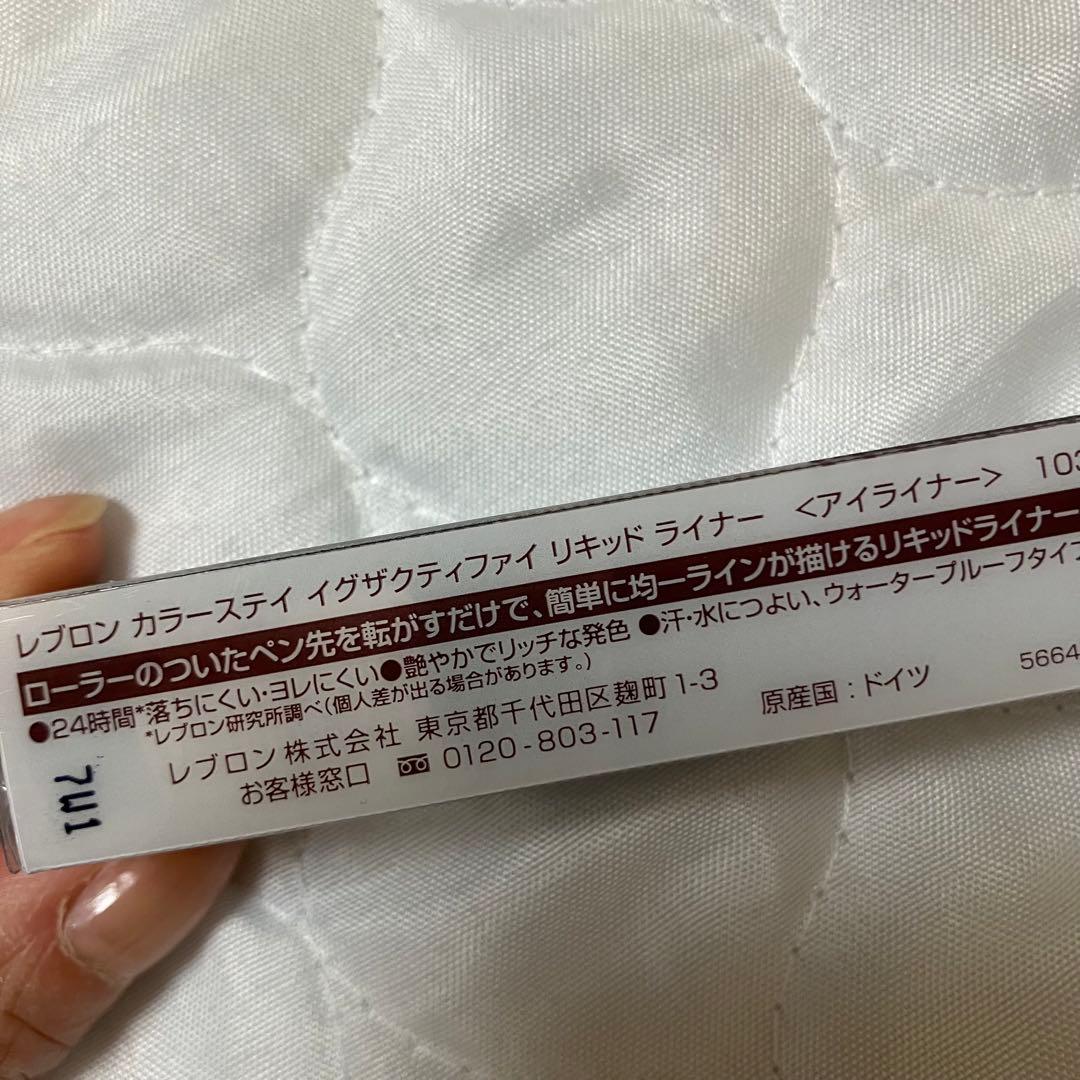 レブロン カラーステイ イグザクティファイ リキッド ライナー <アイライナー> 103
ローラーのついたペン先を転がすだけで、簡単に均一ラインが描けるリキッドライナー
●24時間*落ちにくい・ヨレにくい●艶やかでリッチな発色 ●汗・水につよい、ウォータープルーフタイプ
*レブロン研究所調べ(個人差が出る場合があります。)
レブロン株式会社 東京都千代田区麹町1-3
お客様窓口 0120-803-117
原産国:ドイツ
5664
7W1